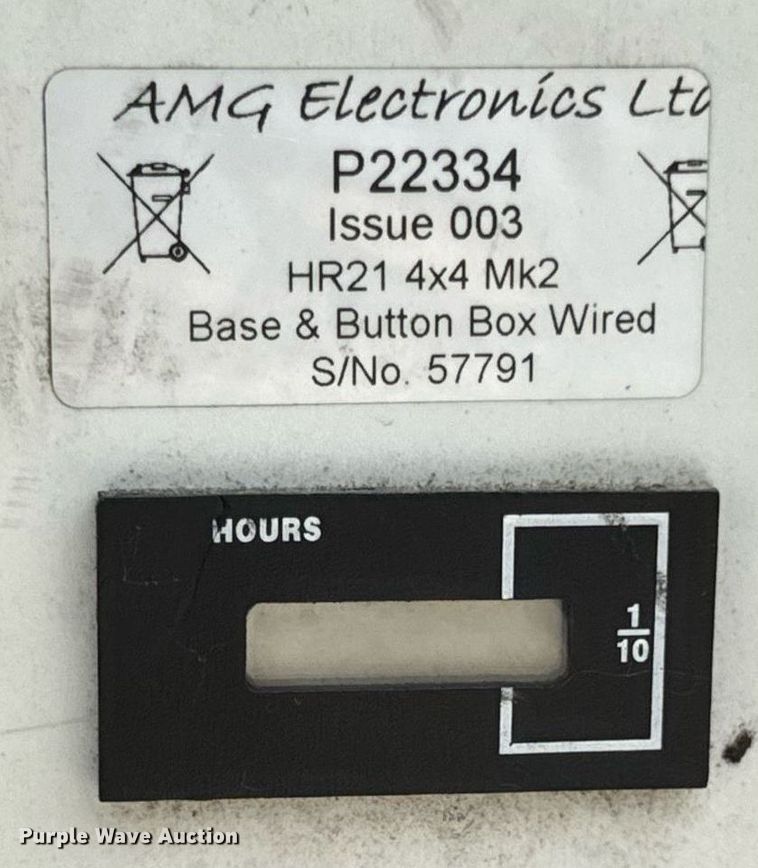 AMG Electronics Ltd
P22334
Issue 003
HR21 4x4 Mk2
Base & Button Box Wired
S/No. 57791
HOURS
1
10
Purple Wave Auction